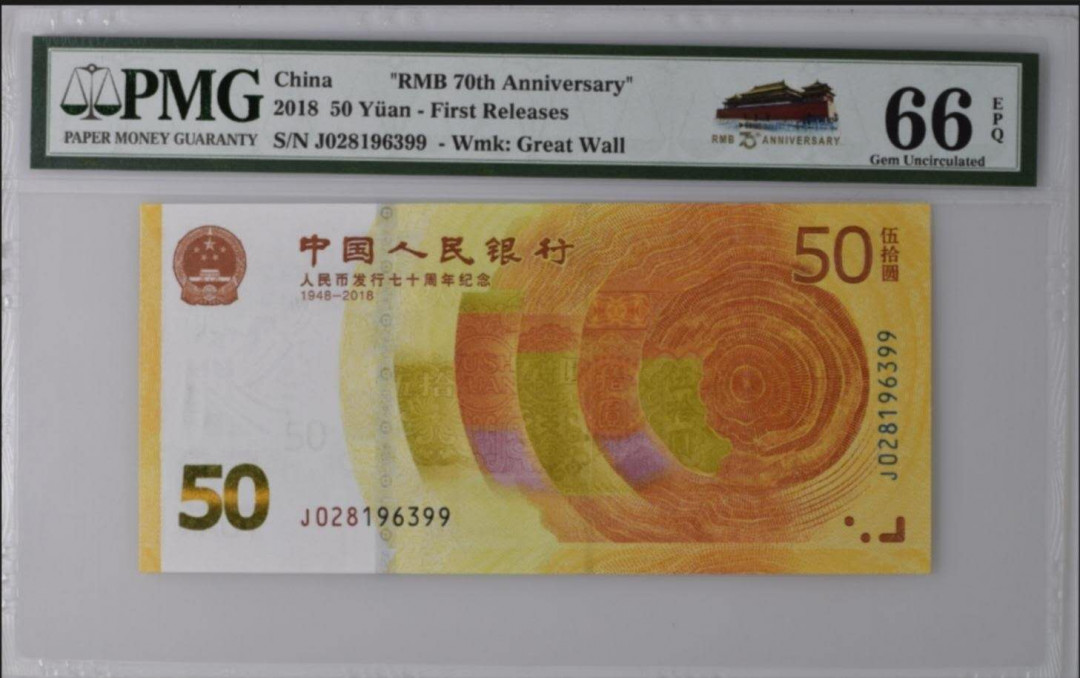 PMG
PAPER MONEY GUARANTY
China "RMB 70th Anniversary"
2018 50 Yüan - First Releases
S/N J028196399 - Wmk: Great Wall
RMB 70th ANNIVERSARY
66
EPQ
Gem Uncirculated
中国人民银行
人民币发行七十周年纪念
1948-2018
50
伍拾圆
J028196399
50
50
J028196399